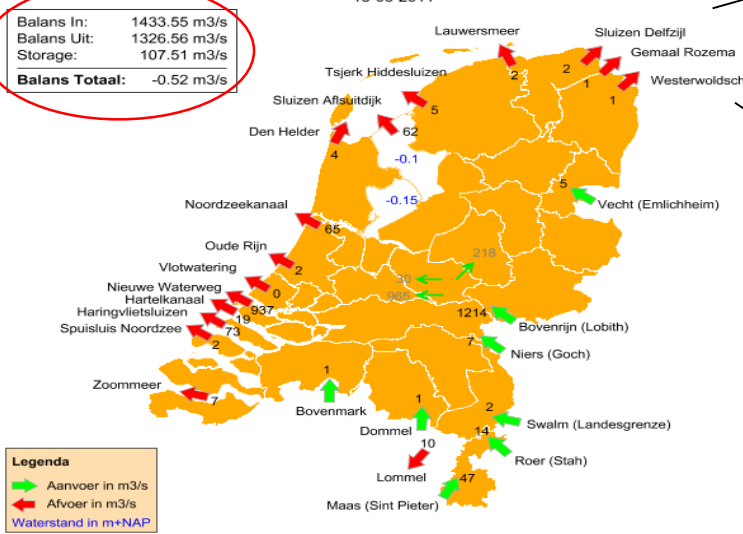 Balans In: 1433.55 m3/s
Balans Uit: 1326.56 m3/s
Storage: 107.51 m3/s
Balans Totaal: -0.52 m3/s
Lauwersmeer
2
Sluizen Delfzijl
2
Gemaal Rozema
1
Westerwoldsch
1
Tsjerk Hiddesluizen
5
Sluizen Afsluitdijk
62
Den Helder
4
-0.1
-0.15
5
Vecht (Emlichheim)
Noordzeekanaal
65
Oude Rijn
2
218
30
965
Vlotwatering
0
Nieuwe Waterweg
937
Hartelkanaal
19
Haringvlietsluizen
73
Spuisluis Noordzee
2
1214
Bovenrijn (Lobith)
7
Niers (Goch)
Zoommeer
7
1
Bovenmark
1
Dommel
2
Swalm (Landesgrenze)
14
Roer (Stah)
10
Lommel
47
Maas (Sint Pieter)
Legenda
Aanvoer in m3/s
Afvoer in m3/s
Waterstand in m+NAP